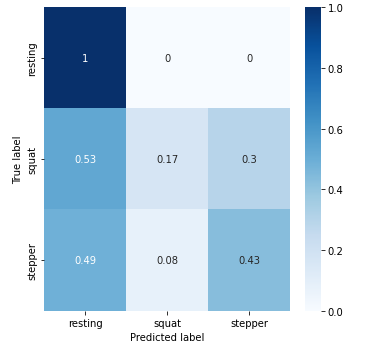 1.0
resting 1 0 0
0.8
0.6
True label
squat 0.53 0.17 0.3
0.4
stepper 0.49 0.08 0.43
0.2
0.0
resting squat stepper
Predicted label